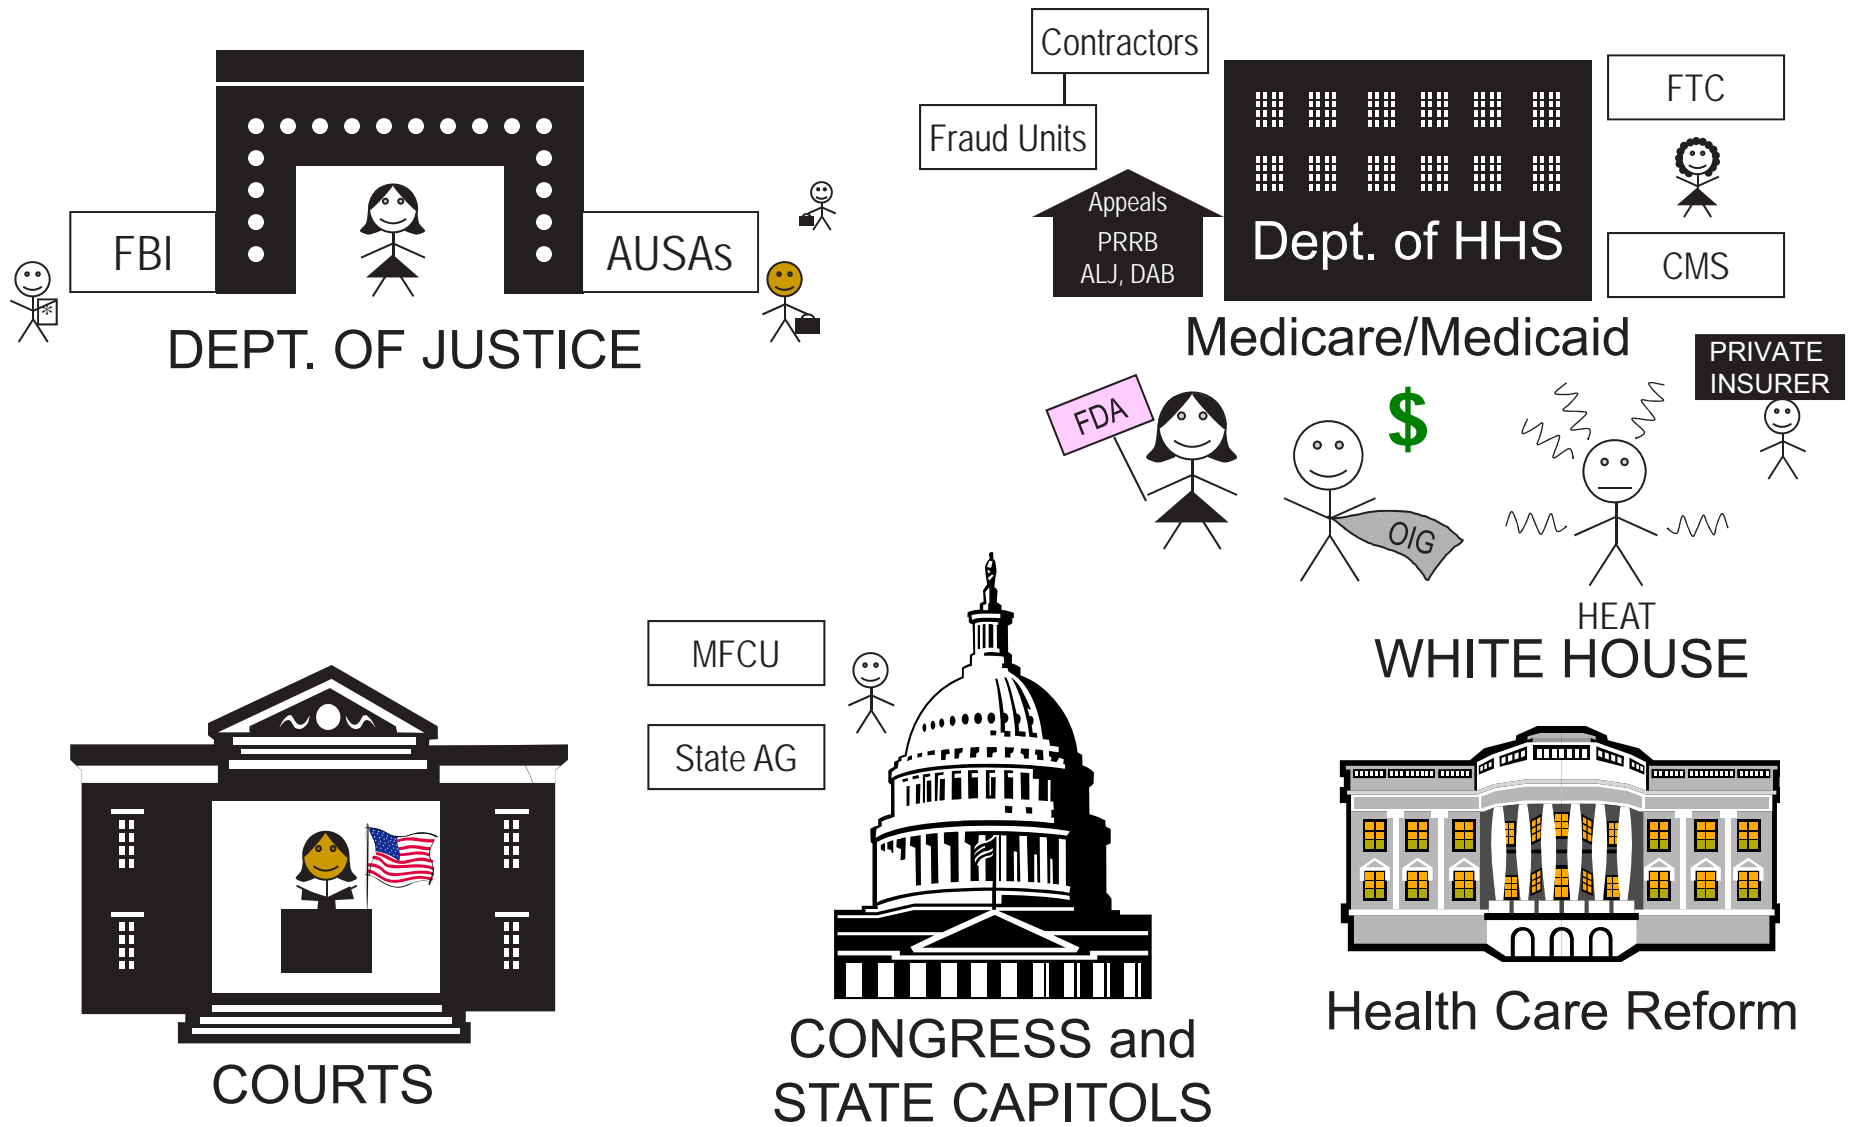 FBI
AUSAs
DEPT. OF JUSTICE
Contractors
Fraud Units
Appeals
PRRB
ALJ, DAB
Dept. of HHS
FTC
CMS
Medicare/Medicaid
PRIVATE
INSURER
FDA
$
OIG
HEAT
WHITE HOUSE
MFCU
State AG
Health Care Reform
COURTS
CONGRESS and
STATE CAPITOLS